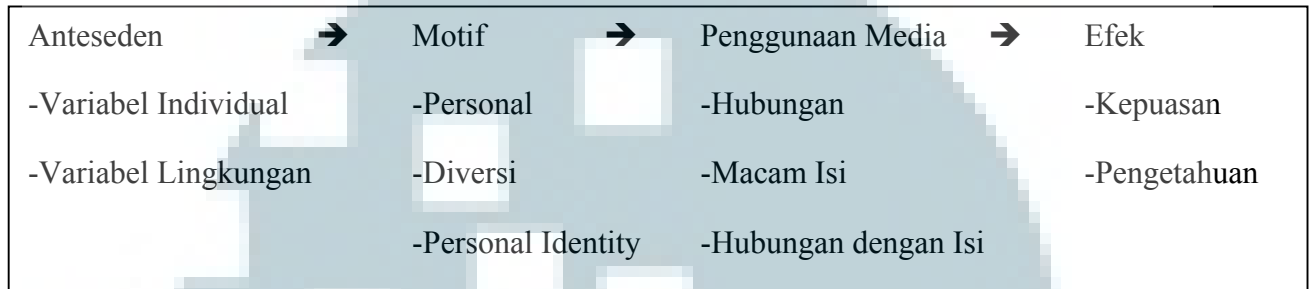 Anteseden ➔ Motif ➔ Penggunaan Media ➔ Efek
-Variabel Individual -Personal -Hubungan -Kepuasan
-Variabel Lingkungan -Diversi -Macam Isi -Pengetahuan
-Personal Identity -Hubungan dengan Isi